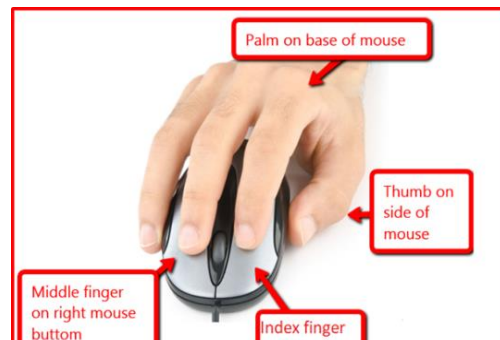 Palm on base of mouse
Thumb on
side of
mouse
Middle finger
on right mouse
buttom
Index finger